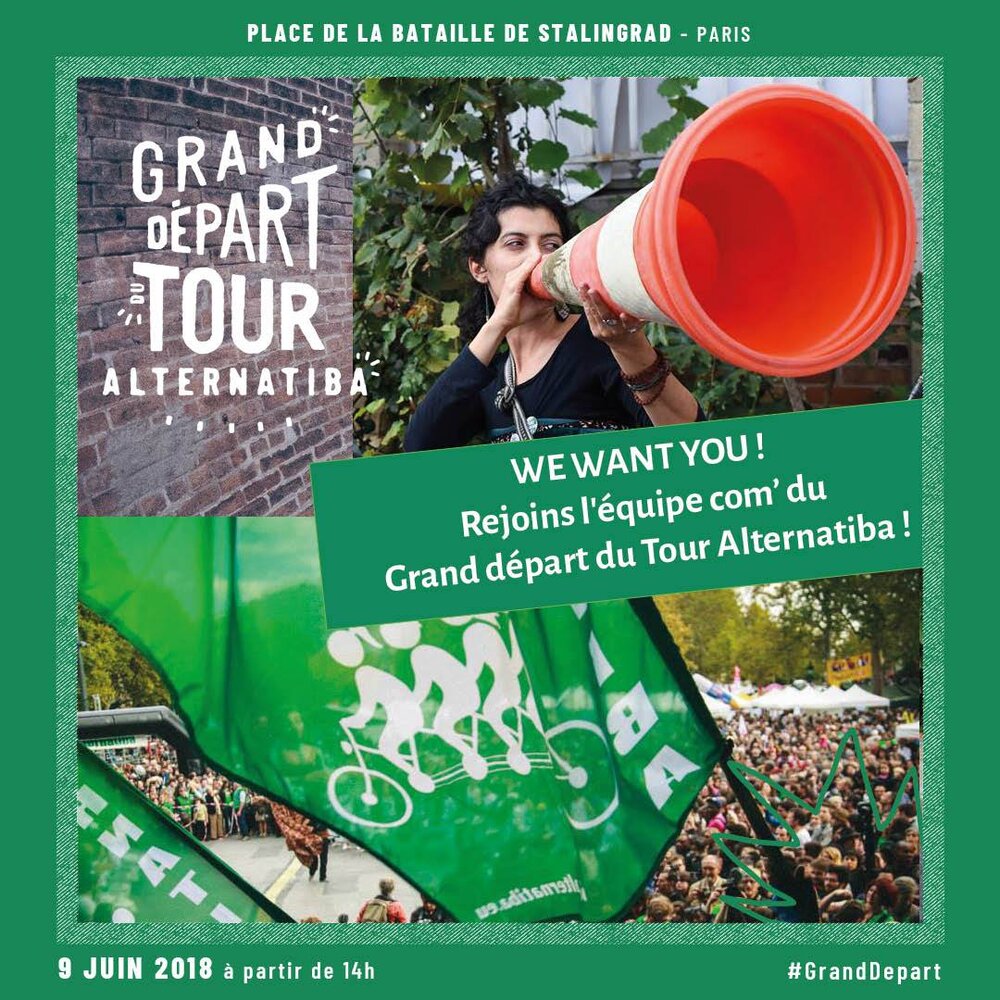 PLACE DE LA BATAILLE DE STALINGRAD - PARIS
GRAND
DÉPART
DU
TOUR
ALTERNATIBA
WE WANT YOU !
Rejoins l'équipe com’ du
Grand départ du Tour Alternatiba !
IBA
alternatiba.eu
9 JUIN 2018 à partir de 14h
#GrandDepart